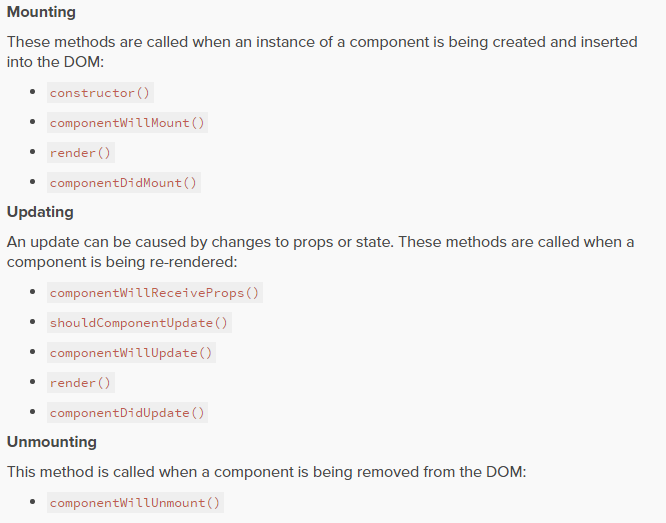 Mounting
These methods are called when an instance of a component is being created and inserted
into the DOM:
constructor()
componentWillMount()
render()
componentDidMount()
Updating
An update can be caused by changes to props or state. These methods are called when a
component is being re-rendered:
componentWillReceiveProps()
shouldComponentUpdate()
componentWillUpdate()
render()
componentDidUpdate()
Unmounting
This method is called when a component is being removed from the DOM:
componentWillUnmount()